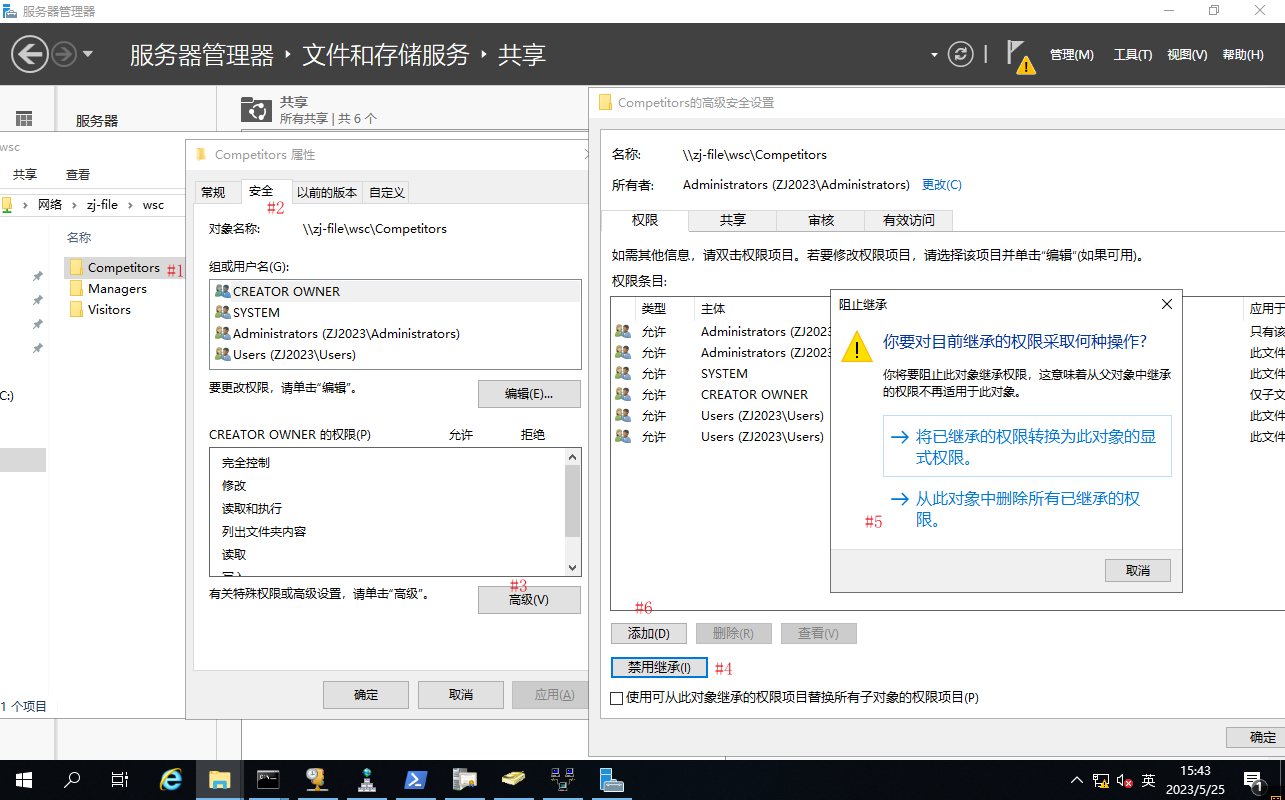 服务器管理器
服务器管理器 ‣ 文件和存储服务 ‣ 共享
管理(M) 工具(T) 视图(V) 帮助(H)
服务器
共享
所有共享 | 共 6 个
wsc
共享 查看
网络 › zj-file › wsc
名称
Competitors #1
Managers
Visitors
C:)
1 个项目
Competitors 属性
常规 安全 以前的版本 自定义
#2
对象名称: \\zj-file\wsc\Competitors
组或用户名(G):
CREATOR OWNER
SYSTEM
Administrators (ZJ2023\Administrators)
Users (ZJ2023\Users)
要更改权限，请单击“编辑”。
编辑(E)...
CREATOR OWNER 的权限(P) 允许 拒绝
完全控制
修改
读取和执行
列出文件夹内容
读取
#3
有关特殊权限或高级设置，请单击“高级”。
高级(V)
确定 取消 应用(A)
Competitors的高级安全设置
名称: \\zj-file\wsc\Competitors
所有者: Administrators (ZJ2023\Administrators) 更改(C)
权限 共享 审核 有效访问
如需其他信息，请双击权限项目。若要修改权限项目，请选择该项目并单击“编辑”(如果可用)。
权限条目:
类型 主体 应用于
允许 Administrators (ZJ2023 只有该
允许 Administrators (ZJ2023 此文件
允许 SYSTEM 此文件
允许 CREATOR OWNER 仅子文
允许 Users (ZJ2023\Users) 此文件
允许 Users (ZJ2023\Users) 此文件
阻止继承
你要对目前继承的权限采取何种操作?
你将要阻止此对象继承权限，这意味着从父对象中继承
的权限不再适用于此对象。
将已继承的权限转换为此对象的显
式权限。
从此对象中删除所有已继承的权
限。
#5
取消
#6
添加(D) 删除(R) 查看(V)
禁用继承(I) #4
使用可从此对象继承的权限项目替换所有子对象的权限项目(P)
确定
英
15:43
2023/5/25
1